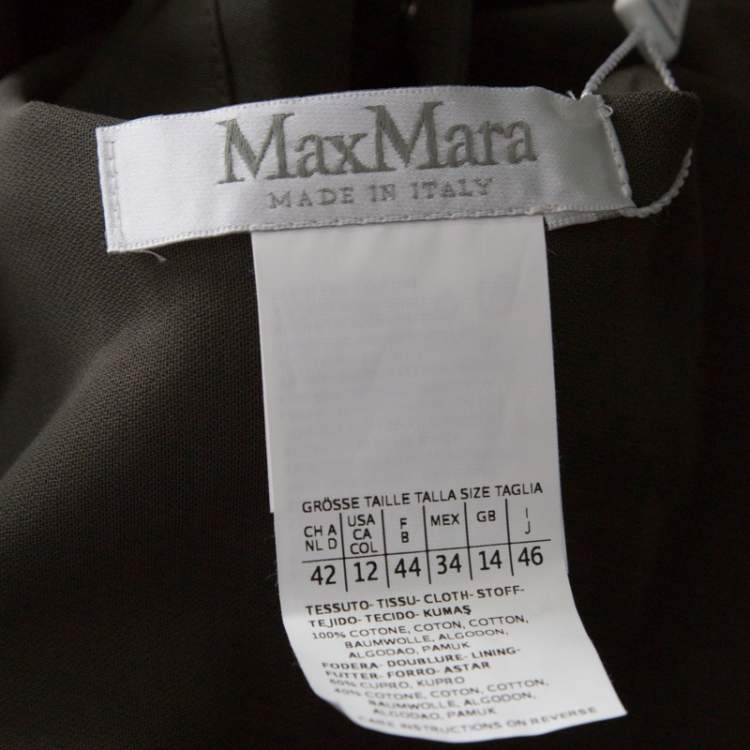 MaxMara
MADE IN ITALY
GRÖSSE TAILLE TALLA SIZE TAGLIA
CH A NL D USA CA COL F B MEX GB I J
42 12 44 34 14 46
TESSUTO- TISSU- CLOTH- STOFF-
TEJIDO- TECIDO- KUMAŞ
100% COTONE, COTON, COTTON,
BAUMWOLLE, ALGODON,
ALGODAO, PAMUK
FODERA- DOUBLURE- LINING-
FUTTER- FORRO- ASTAR
60% CUPRO, KUPRO
40% COTONE, COTON, COTTON,
BAUMWOLLE, ALGODON,
ALGODAO, PAMUK
CARE INSTRUCTIONS ON REVERSE